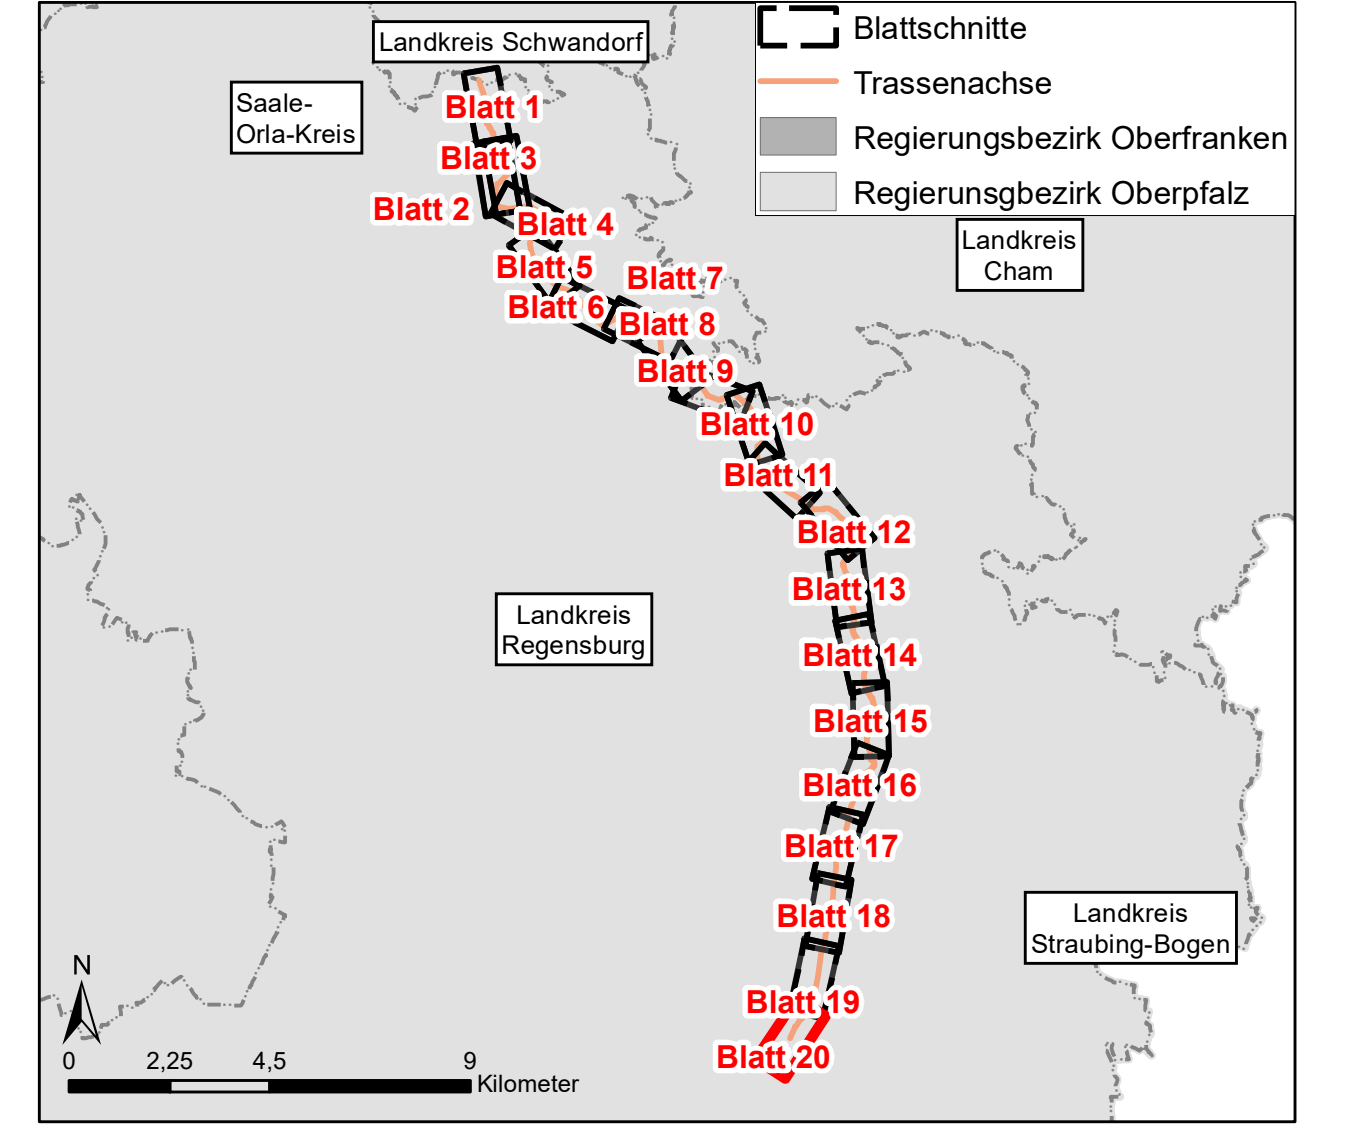 Blattschnitte
Trassenachse
Regierungsbezirk Oberfranken
Regierunsgbezirk Oberpfalz
Landkreis Schwandorf
Saale-
Orla-Kreis
Blatt 1
Blatt 3
Blatt 2
Blatt 4
Landkreis
Cham
Blatt 5
Blatt 7
Blatt 6
Blatt 8
Blatt 9
Blatt 10
Blatt 11
Blatt 12
Blatt 13
Landkreis
Regensburg
Blatt 14
Blatt 15
Blatt 16
Blatt 17
Blatt 18
Landkreis
Straubing-Bogen
N
Blatt 19
Blatt 20
0 2,25 4,5 9
Kilometer